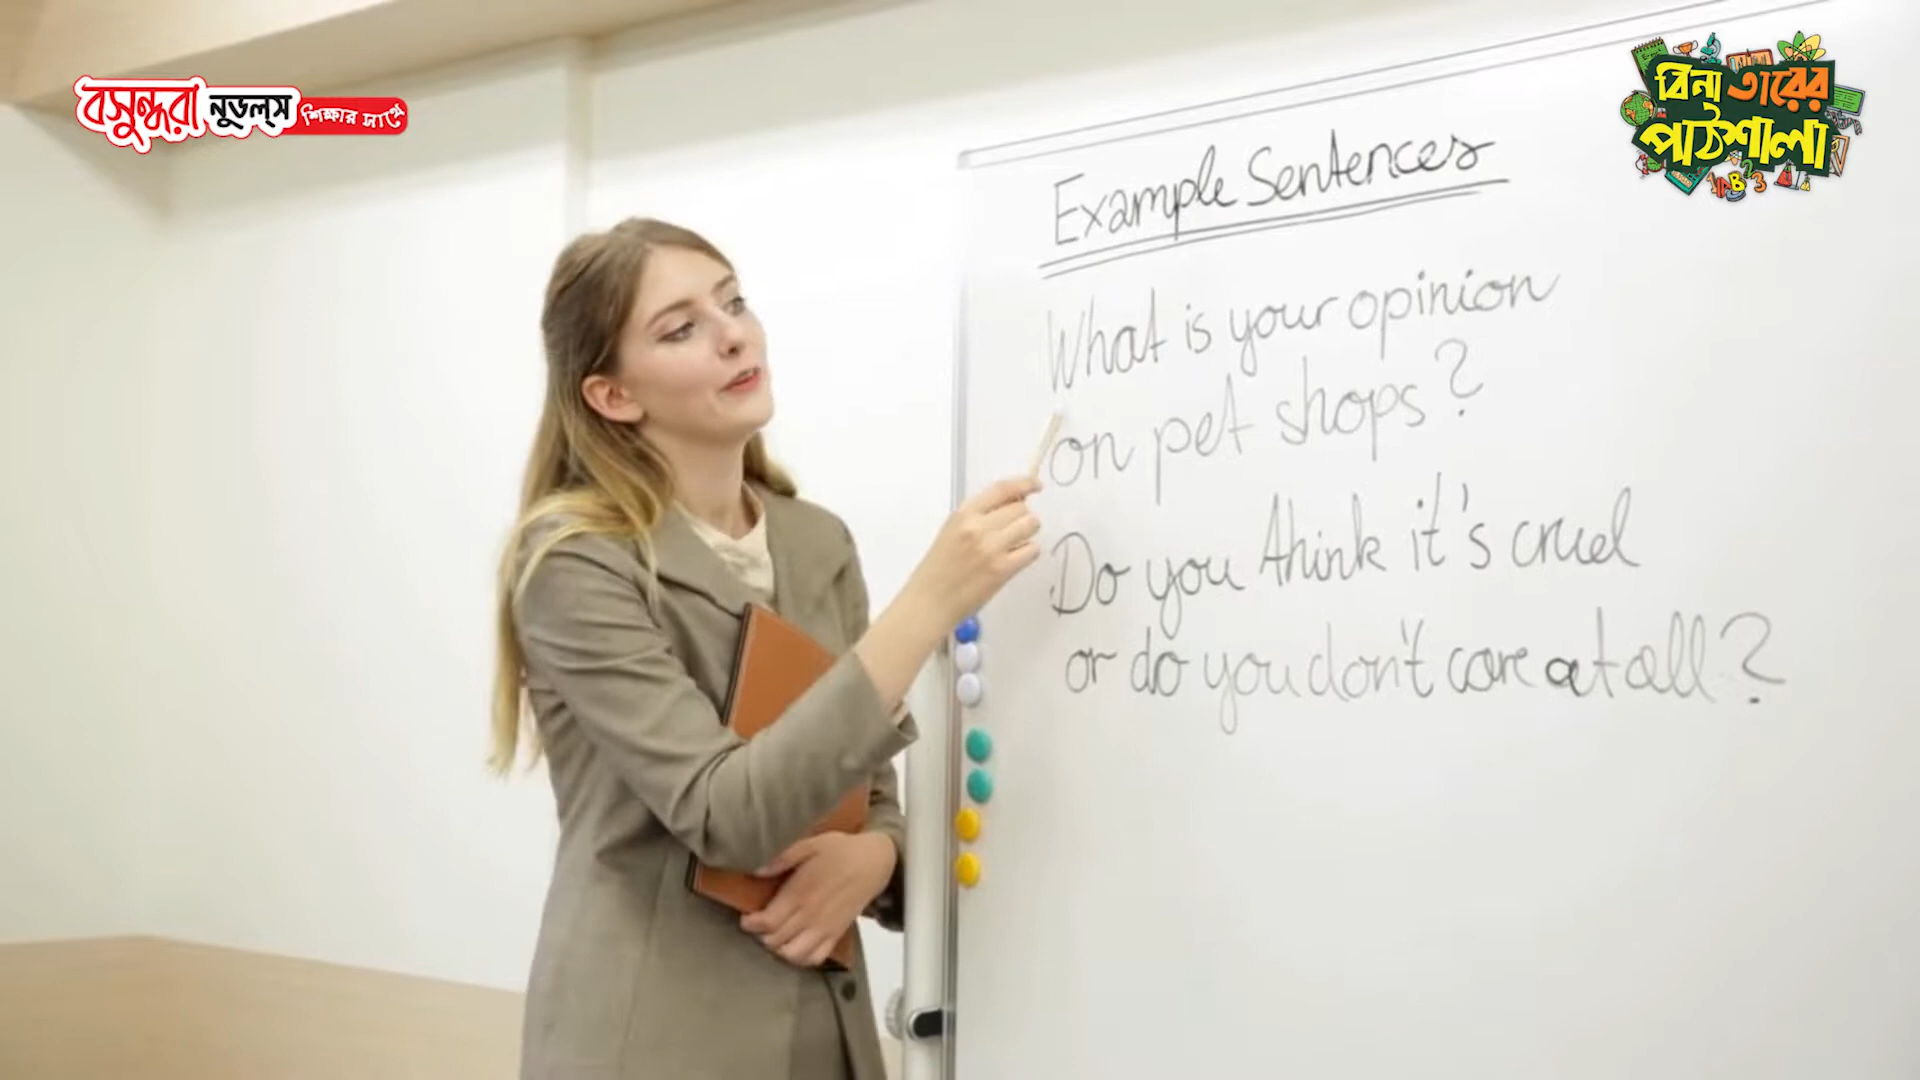 বসুন্ধরা নুডল্‌স শিক্ষার সাথে
বিনা তারের
পাঠশালা
Example Sentences
What is your opinion
on pet shops?
Do you think it's cruel
or do you don't care at all?